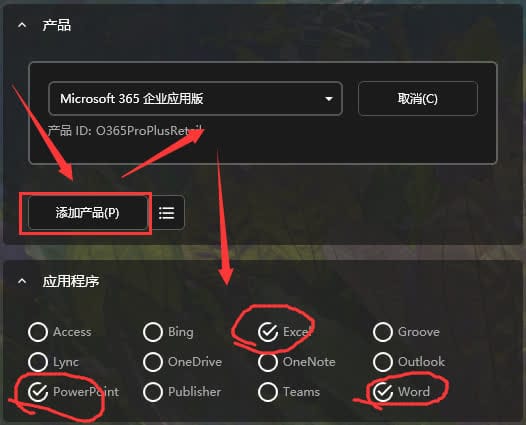 产品
Microsoft 365 企业应用版
取消(C)
产品 ID: O365ProPlusRetail
添加产品(P)
应用程序
Access Bing Excel Groove
Lync OneDrive OneNote Outlook
PowerPoint Publisher Teams Word